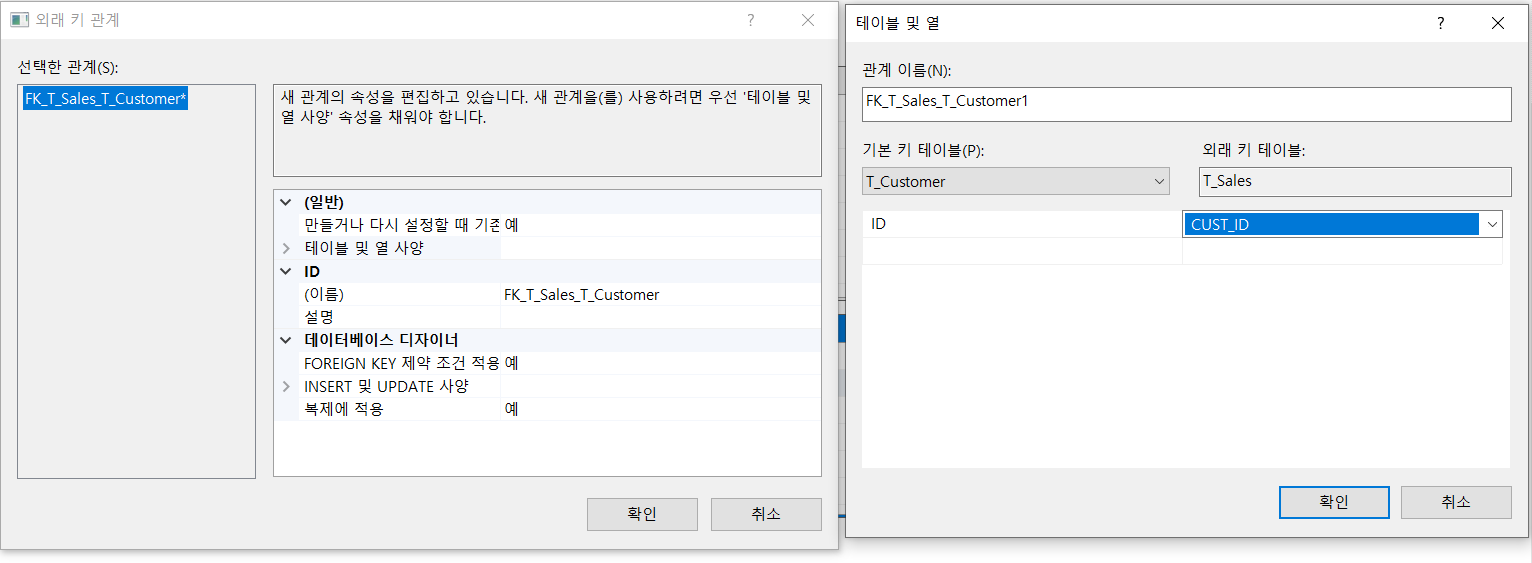 외래 키 관계
?
선택한 관계(S):
FK_T_Sales_T_Customer*
새 관계의 속성을 편집하고 있습니다. 새 관계을(를) 사용하려면 우선 '테이블 및
열 사양' 속성을 채워야 합니다.
(일반)
만들거나 다시 설정할 때 기존 예
테이블 및 열 사양
ID
(이름) FK_T_Sales_T_Customer
설명
데이터베이스 디자이너
FOREIGN KEY 제약 조건 적용 예
INSERT 및 UPDATE 사양
복제에 적용 예
확인 취소
테이블 및 열
?
관계 이름(N):
FK_T_Sales_T_Customer1
기본 키 테이블(P): 외래 키 테이블:
T_Customer T_Sales
ID CUST_ID
확인 취소